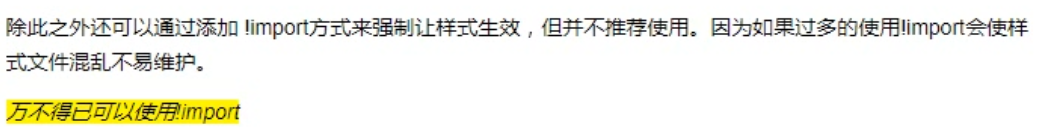 除此之外还可以通过添加 !import方式来强制让样式生效，但并不推荐使用。因为如果过多的使用!import会使样
式文件混乱不易维护。
万不得已可以使用!import